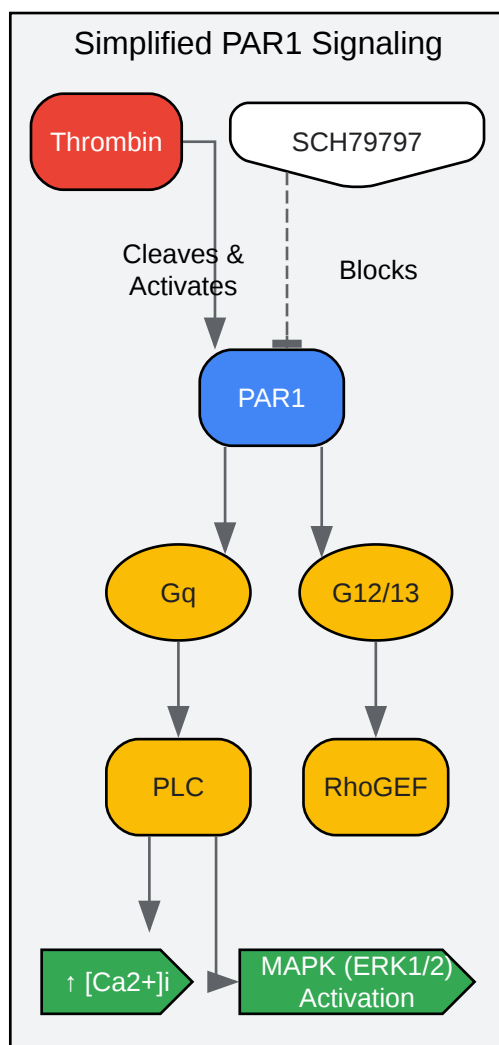 Simplified PAR1 Signaling
Thrombin
SCH79797
Cleaves &
Activates
Blocks
PAR1
Gq
G12/13
PLC
RhoGEF
↑ [Ca2+]i
MAPK (ERK1/2)
Activation